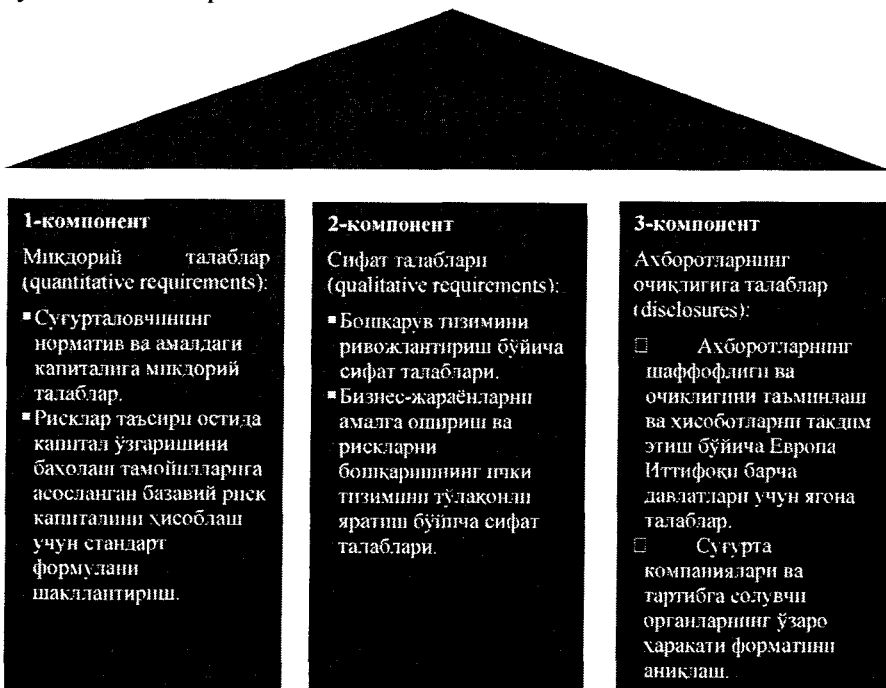 1-компонент
Миқдорий талаблар
(quantitative requirements):
▪Суғурталовчининг
норматив ва амалдаги
капиталига миқдорий
талаблар.
▪Рисклар таъсири остида
капитал ўзгаришини
баҳолаш тамойилларига
асосланган базавий риск
капиталини ҳисоблаш
учун стандарт
формулани
шакллантириш.
2-компонент
Сифат талаблари
(qualitative requirements):
▪Бошқарув тизимини
ривожлантириш бўйича
сифат талаблари.
▪Бизнес-жараёнларни
амалга ошириш ва
рискларни
бошқаришнинг ички
тизимини тўлақонли
яратиш бўйича сифат
талаблари.
3-компонент
Ахборотларнинг
очиқлигига талаблар
(disclosures):
□ Ахборотларнинг
шаффофлиги ва
очиқлигини таъминлаш
ва ҳисоботларни тақдим
этиш бўйича Европа
Иттифоқи барча
давлатлари учун ягона
талаблар.
□ Суғурта
компаниялари ва
тартибга солувчи
органларнинг ўзаро
ҳаракати форматини
аниқлаш.